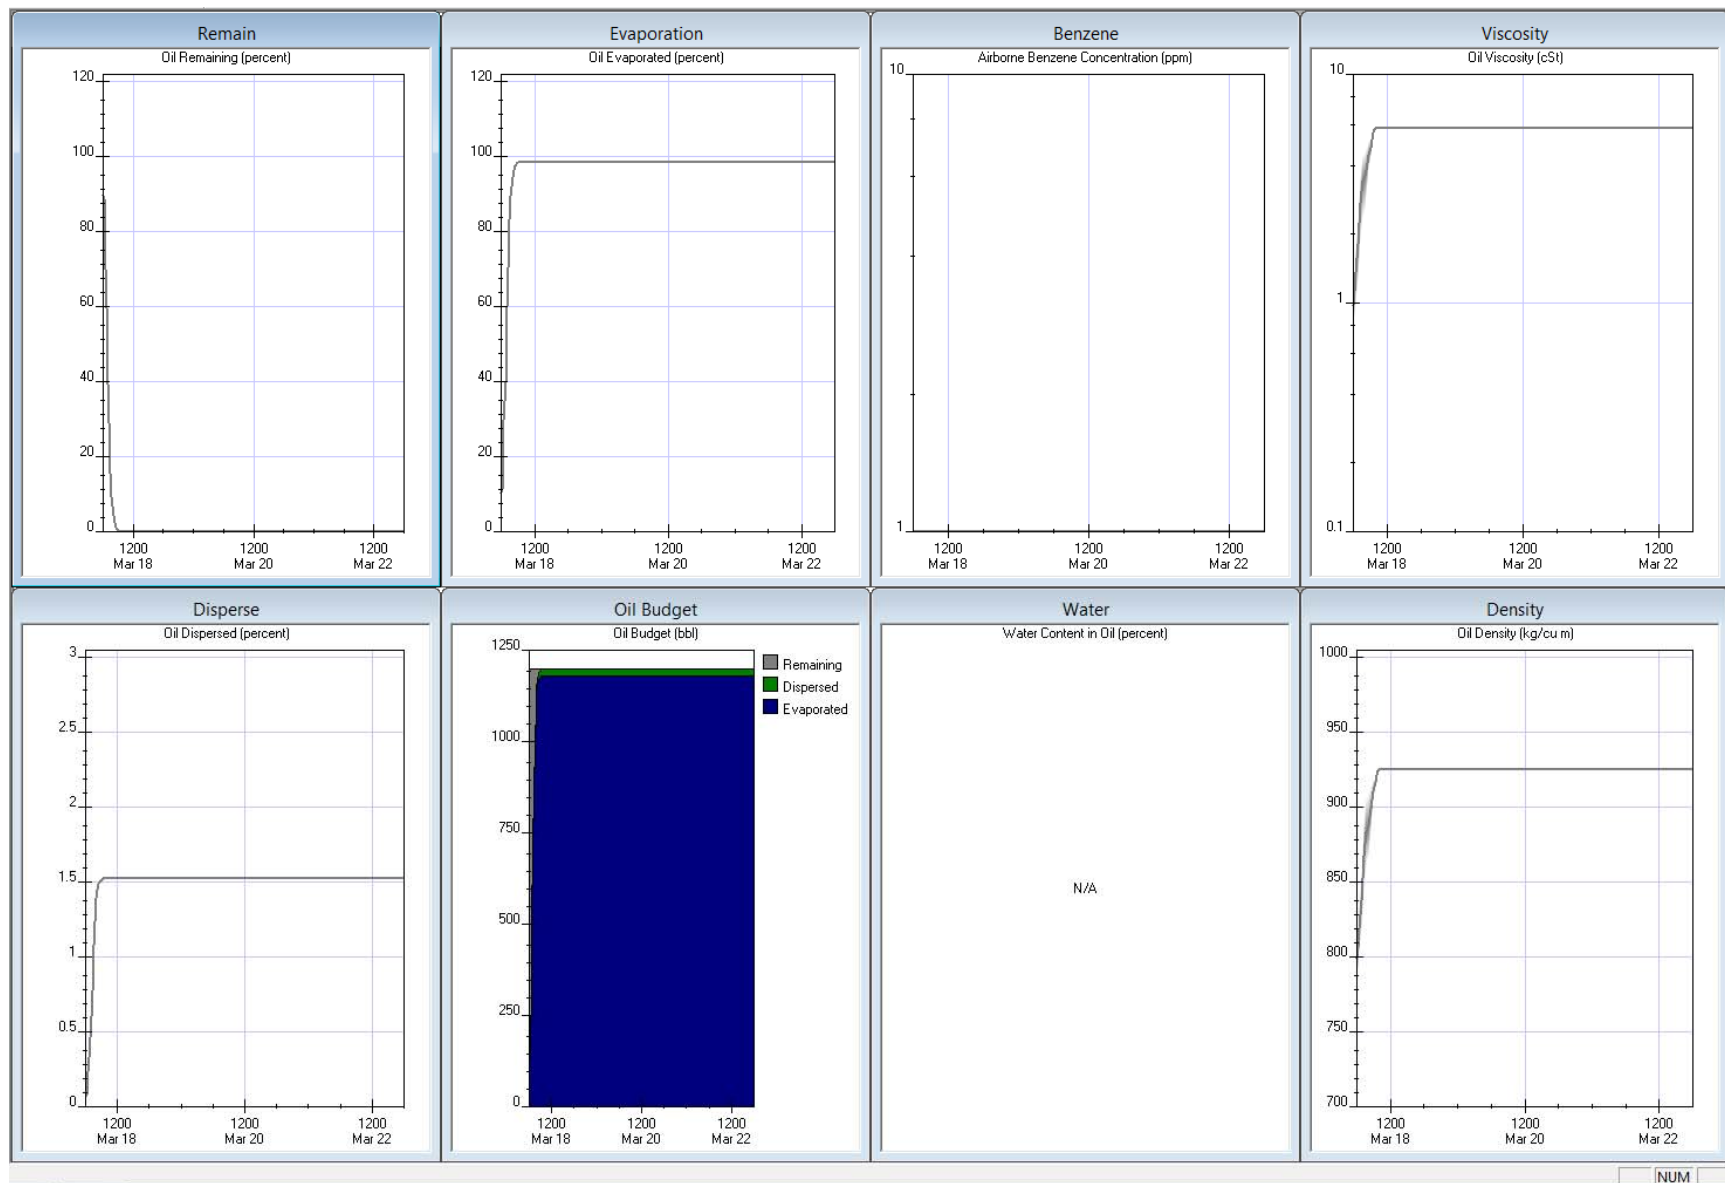 Remain
Oil Remaining (percent)
120
100
80
60
40
20
0
1200 1200 1200
Mar 18 Mar 20 Mar 22
Evaporation
Oil Evaporated (percent)
120
100
80
60
40
20
0
1200 1200 1200
Mar 18 Mar 20 Mar 22
Benzene
Airborne Benzene Concentration (ppm)
10
1
1200 1200 1200
Mar 18 Mar 20 Mar 22
Viscosity
Oil Viscosity (cSt)
10
1
0.1
1200 1200 1200
Mar 18 Mar 20 Mar 22
Disperse
Oil Dispersed (percent)
3
2.5
2
1.5
1
0.5
0
1200 1200 1200
Mar 18 Mar 20 Mar 22
Oil Budget
Oil Budget (bbl)
1250
1000
750
500
250
0
1200 1200 1200
Mar 18 Mar 20 Mar 22
Remaining
Dispersed
Evaporated
Water
Water Content in Oil (percent)
N/A
Density
Oil Density (kg/cu m)
1000
950
900
850
800
750
700
1200 1200 1200
Mar 18 Mar 20 Mar 22
NUM